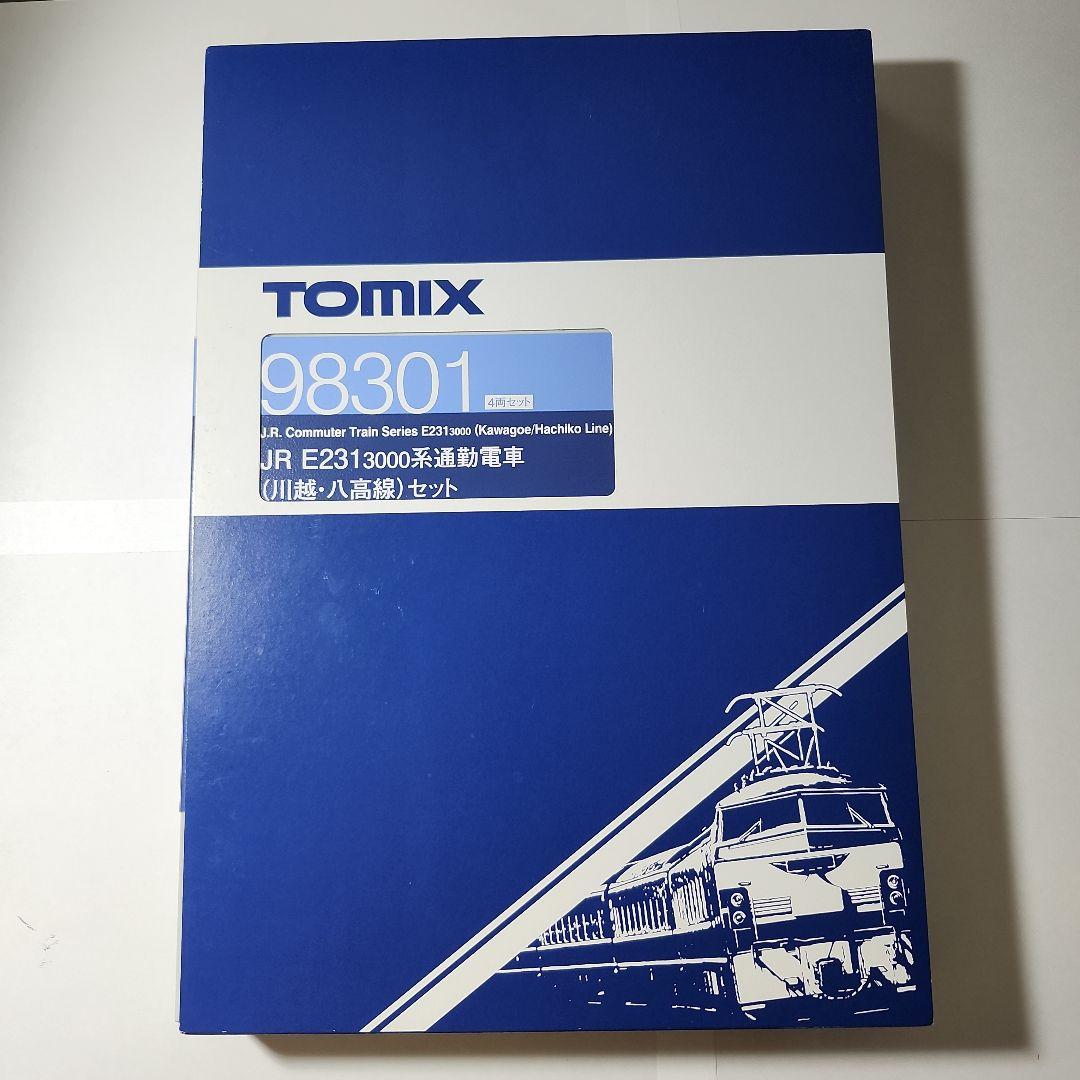 TOMIX
98301 4両セット
J.R. Commuter Train Series E2313000 (Kawagoe/Hachiko Line)
JR E2313000系通勤電車
(川越・八高線)セット